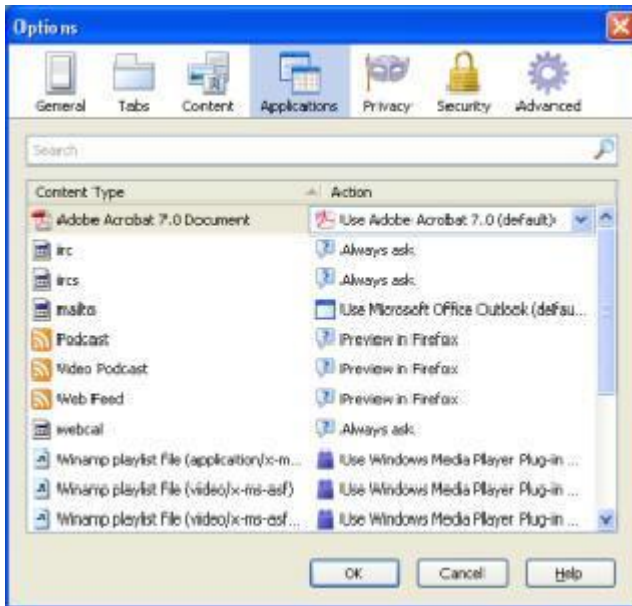 Options
General Tabs Content Applications Privacy Security Advanced
Search
Content Type Action
Adobe Acrobat 7.0 Document Use Adobe Acrobat 7.0 (default)
irc Always ask
ircs Always ask
mailto Use Microsoft Office Outlook (defau...
Podcast Preview in Firefox
Video Podcast Preview in Firefox
Web Feed Preview in Firefox
webcal Always ask
Winamp playlist file (application/x-m... Use Windows Media Player Plug-in ...
Winamp playlist file (video/x-ms-asf) Use Windows Media Player Plug-in ...
Winamp playlist file (video/x-ms-asf... Use Windows Media Player Plug-in ...
OK Cancel Help